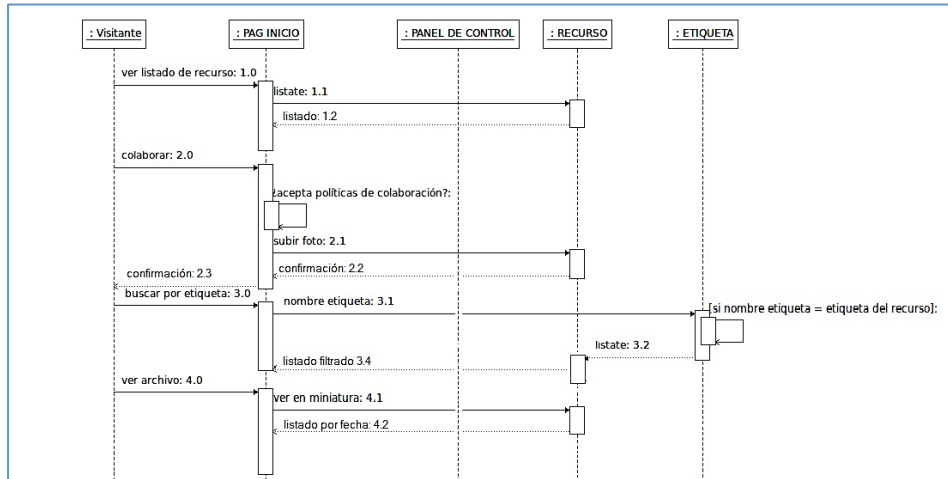 : Visitante
: PAG INICIO
: PANEL DE CONTROL
: RECURSO
: ETIQUETA
ver listado de recurso: 1.0
listate: 1.1
listado: 1.2
colaborar: 2.0
¿acepta políticas de colaboración?:
subir foto: 2.1
confirmación: 2.2
confirmación: 2.3
buscar por etiqueta: 3.0
nombre etiqueta: 3.1
[si nombre etiqueta = etiqueta del recurso]:
listate: 3.2
listado filtrado 3.4
ver archivo: 4.0
ver en miniatura: 4.1
listado por fecha: 4.2